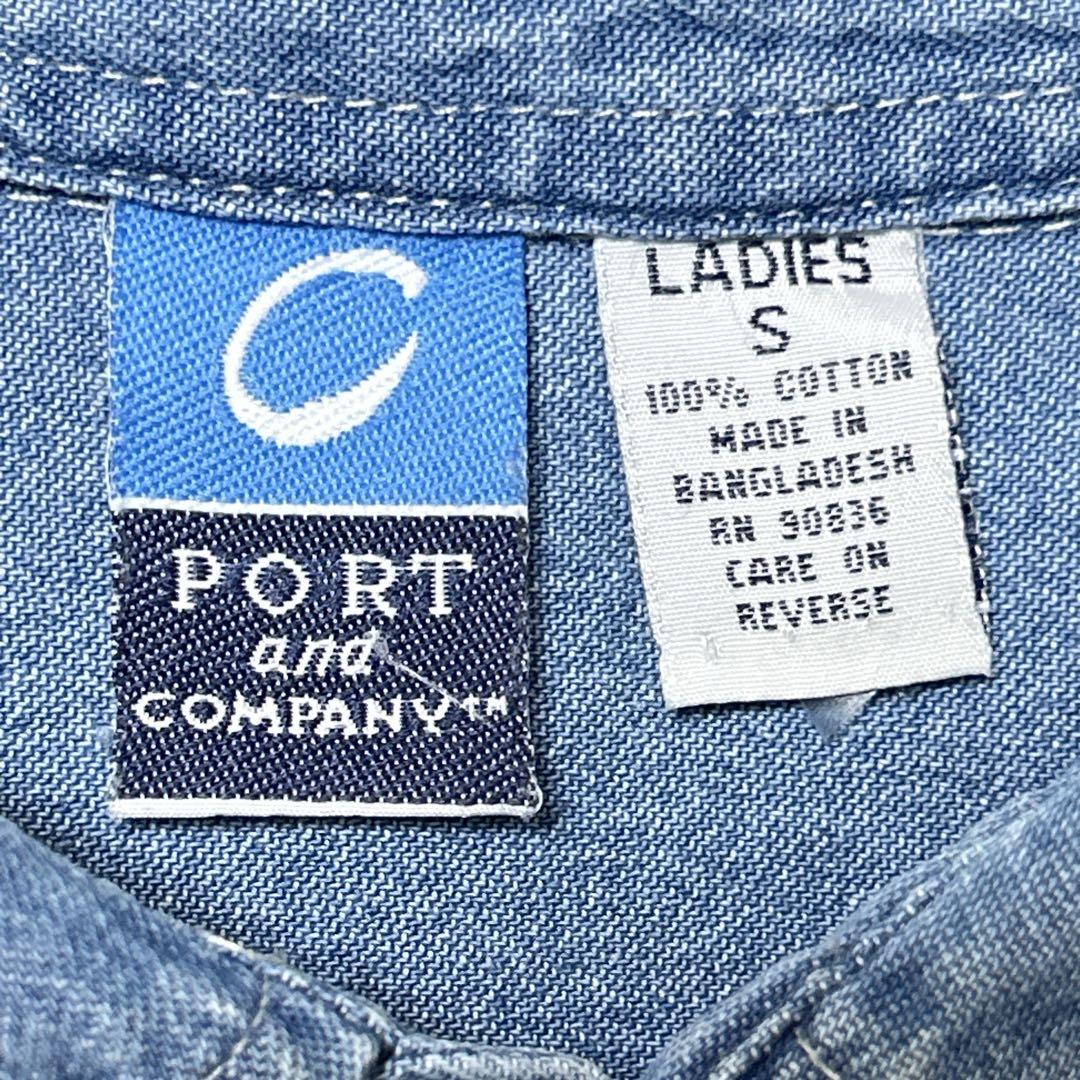 C
PORT
and
COMPANY™
LADIES
S
100% COTTON
MADE IN
BANGLADESH
RN 90836
CARE ON
REVERSE